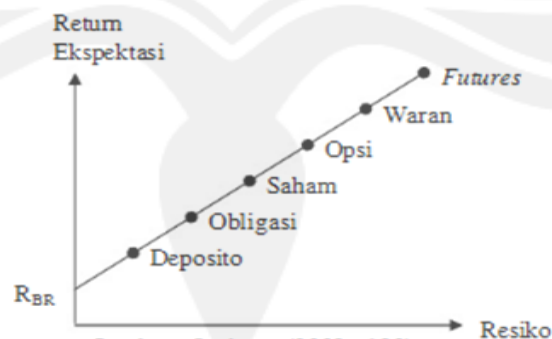 Return
Ekspektasi
Futures
Waran
Opsi
Saham
Obligasi
Deposito
RBR
Resiko